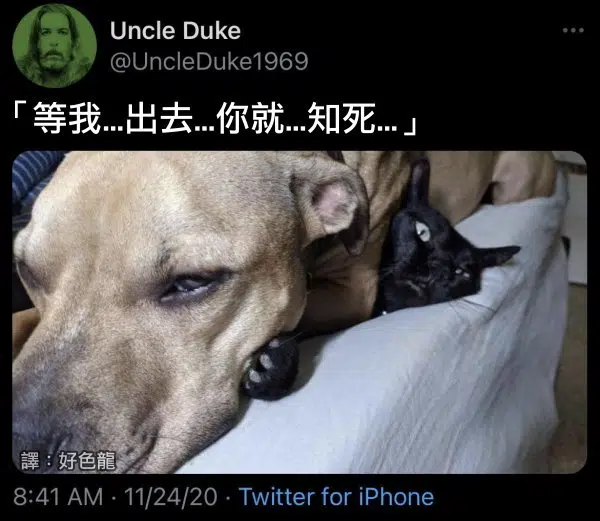 Uncle Duke
@UncleDuke1969
「等我...出去...你就...知死...」
譯：好色龍
8:41 AM · 11/24/20 · Twitter for iPhone